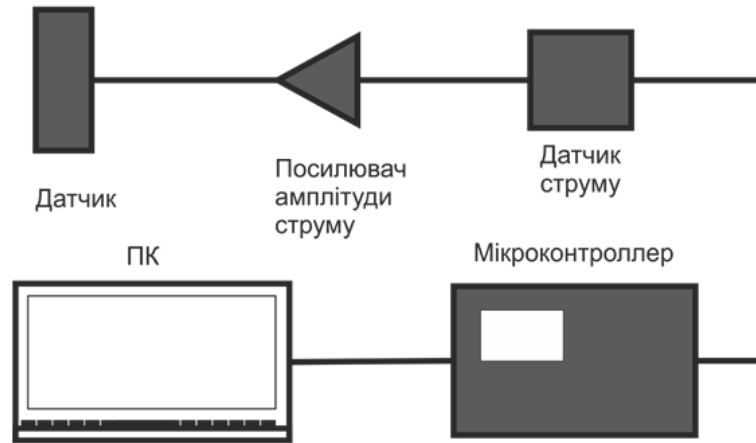 Датчик
Посилювач
амплітуди
струму
Датчик
струму
ПК
Мікроконтроллер